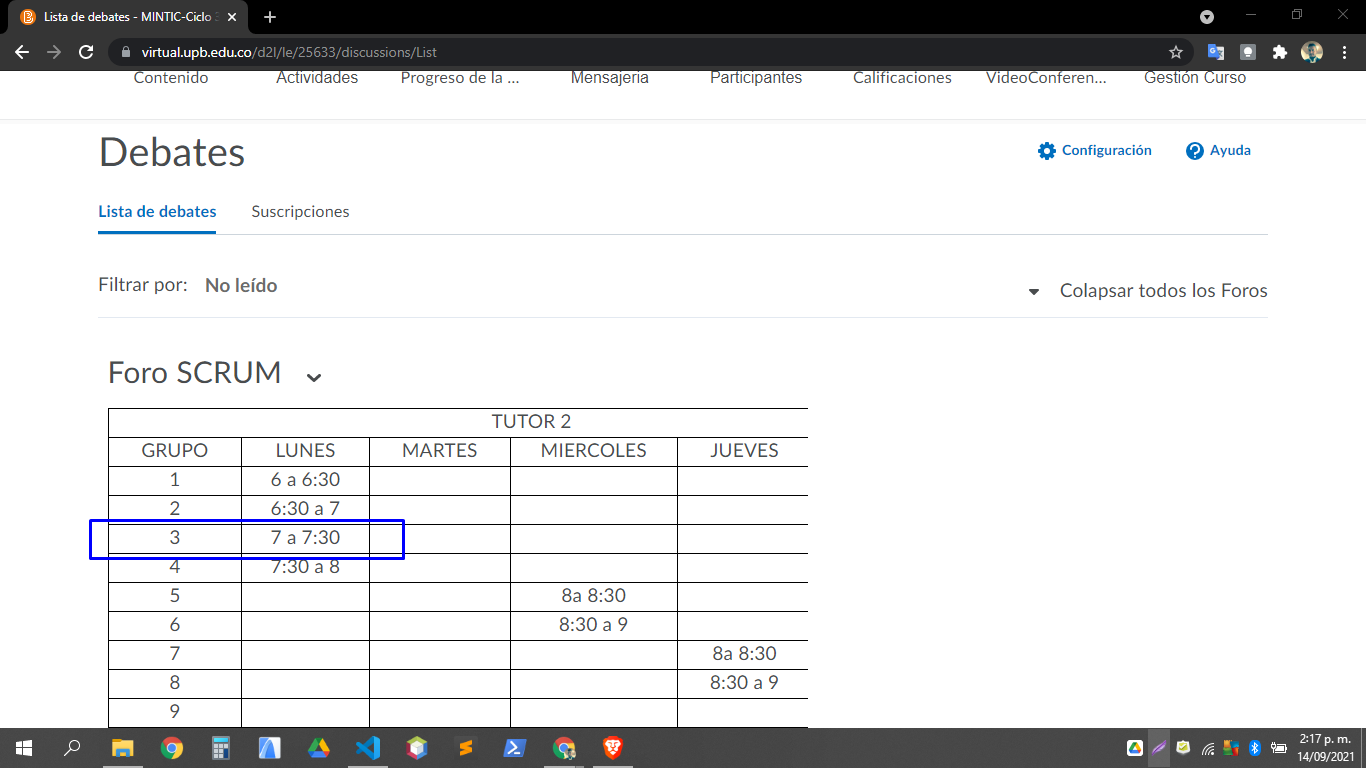 Lista de debates - MINTIC-Ciclo
virtual.upb.edu.co/d2l/le/25633/discussions/List
Contenido Actividades Progreso de la ... Mensajería Participantes Calificaciones VideoConferen... Gestión Curso
Debates
Configuración Ayuda
Lista de debates Suscripciones
Filtrar por: No leído
Colapsar todos los Foros
Foro SCRUM
TUTOR 2
GRUPO LUNES MARTES MIERCOLES JUEVES
1 6 a 6:30
2 6:30 a 7
3 7 a 7:30
4 7:30 a 8
5 8a 8:30
6 8:30 a 9
7 8a 8:30
8 8:30 a 9
9
2:17 p. m.
14/09/2021